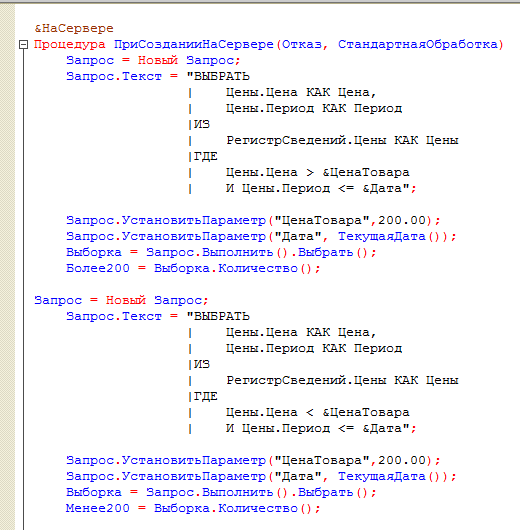 &НаСервере
Процедура ПриСозданииНаСервере(Отказ, СтандартнаяОбработка)
Запрос = Новый Запрос;
Запрос.Текст = "ВЫБРАТЬ
| Цены.Цена КАК Цена,
| Цены.Период КАК Период
|ИЗ
| РегистрСведений.Цены КАК Цены
|ГДЕ
| Цены.Цена > &ЦенаТовара
| И Цены.Период <= &Дата";
Запрос.УстановитьПараметр("ЦенаТовара",200.00);
Запрос.УстановитьПараметр("Дата", ТекущаяДата());
Выборка = Запрос.Выполнить().Выбрать();
Более200 = Выборка.Количество();
Запрос = Новый Запрос;
Запрос.Текст = "ВЫБРАТЬ
| Цены.Цена КАК Цена,
| Цены.Период КАК Период
|ИЗ
| РегистрСведений.Цены КАК Цены
|ГДЕ
| Цены.Цена < &ЦенаТовара
| И Цены.Период <= &Дата";
Запрос.УстановитьПараметр("ЦенаТовара",200.00);
Запрос.УстановитьПараметр("Дата", ТекущаяДата());
Выборка = Запрос.Выполнить().Выбрать();
Менее200 = Выборка.Количество();